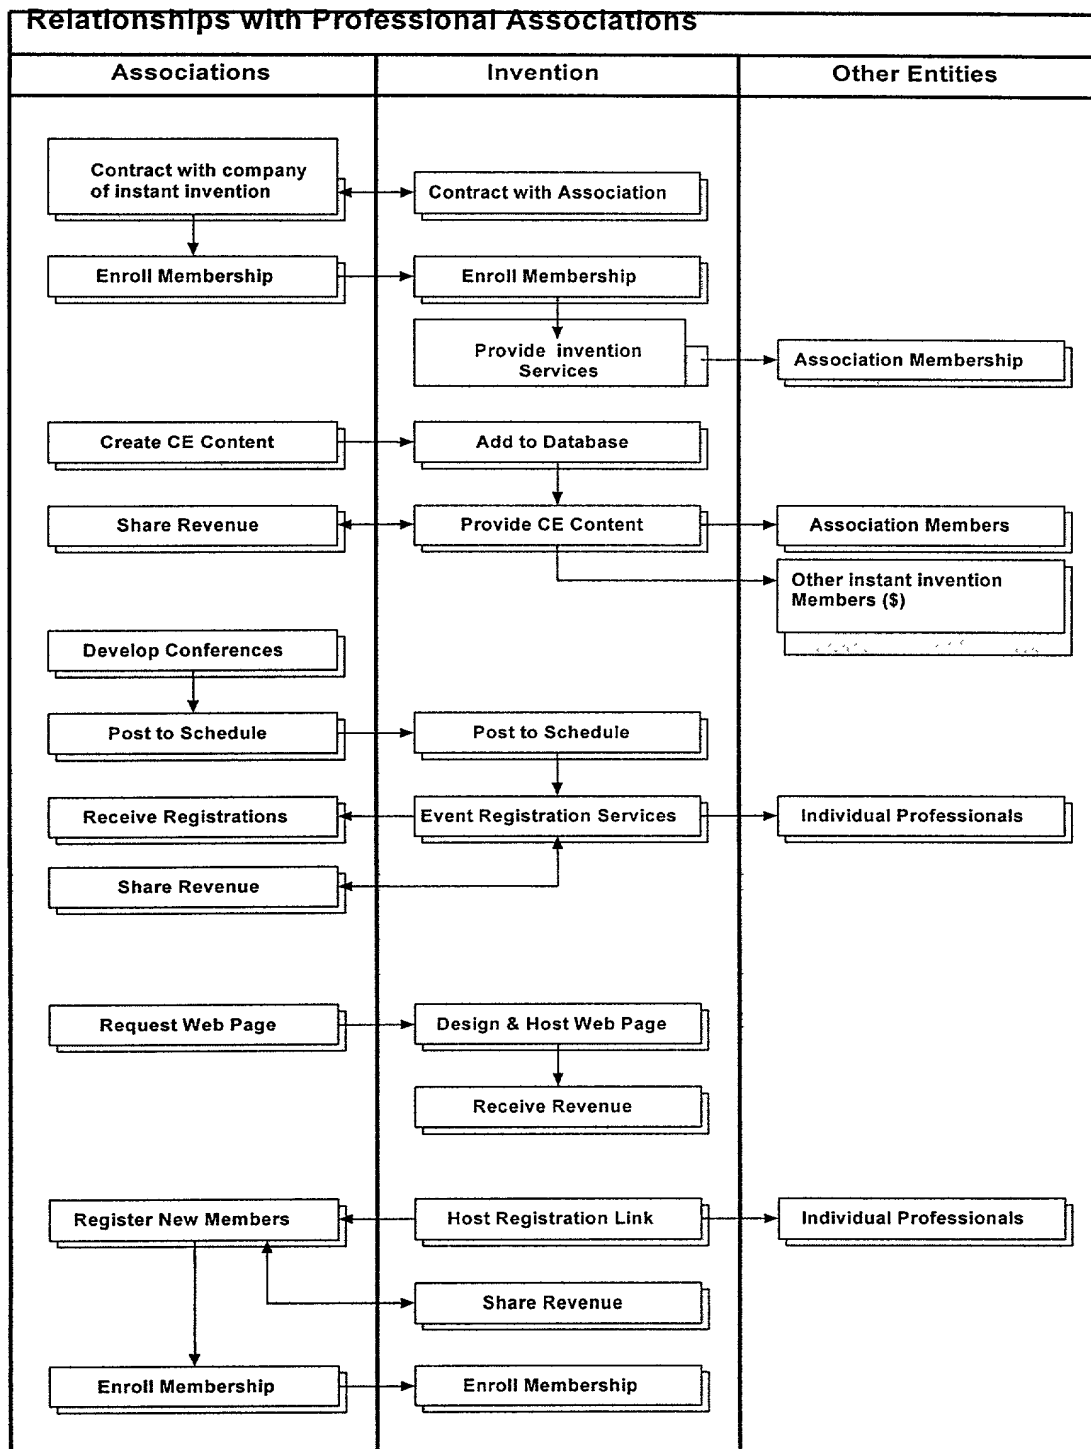 Relationships with Professional Associations
Associations
Invention
Other Entities
Contract with company
of instant invention
Contract with Association
Enroll Membership
Enroll Membership
Provide invention
Services
Association Membership
Create CE Content
Add to Database
Share Revenue
Provide CE Content
Association Members
Other instant invention
Members ($)
Develop Conferences
Post to Schedule
Post to Schedule
Receive Registrations
Event Registration Services
Individual Professionals
Share Revenue
Request Web Page
Design & Host Web Page
Receive Revenue
Register New Members
Host Registration Link
Individual Professionals
Share Revenue
Enroll Membership
Enroll Membership